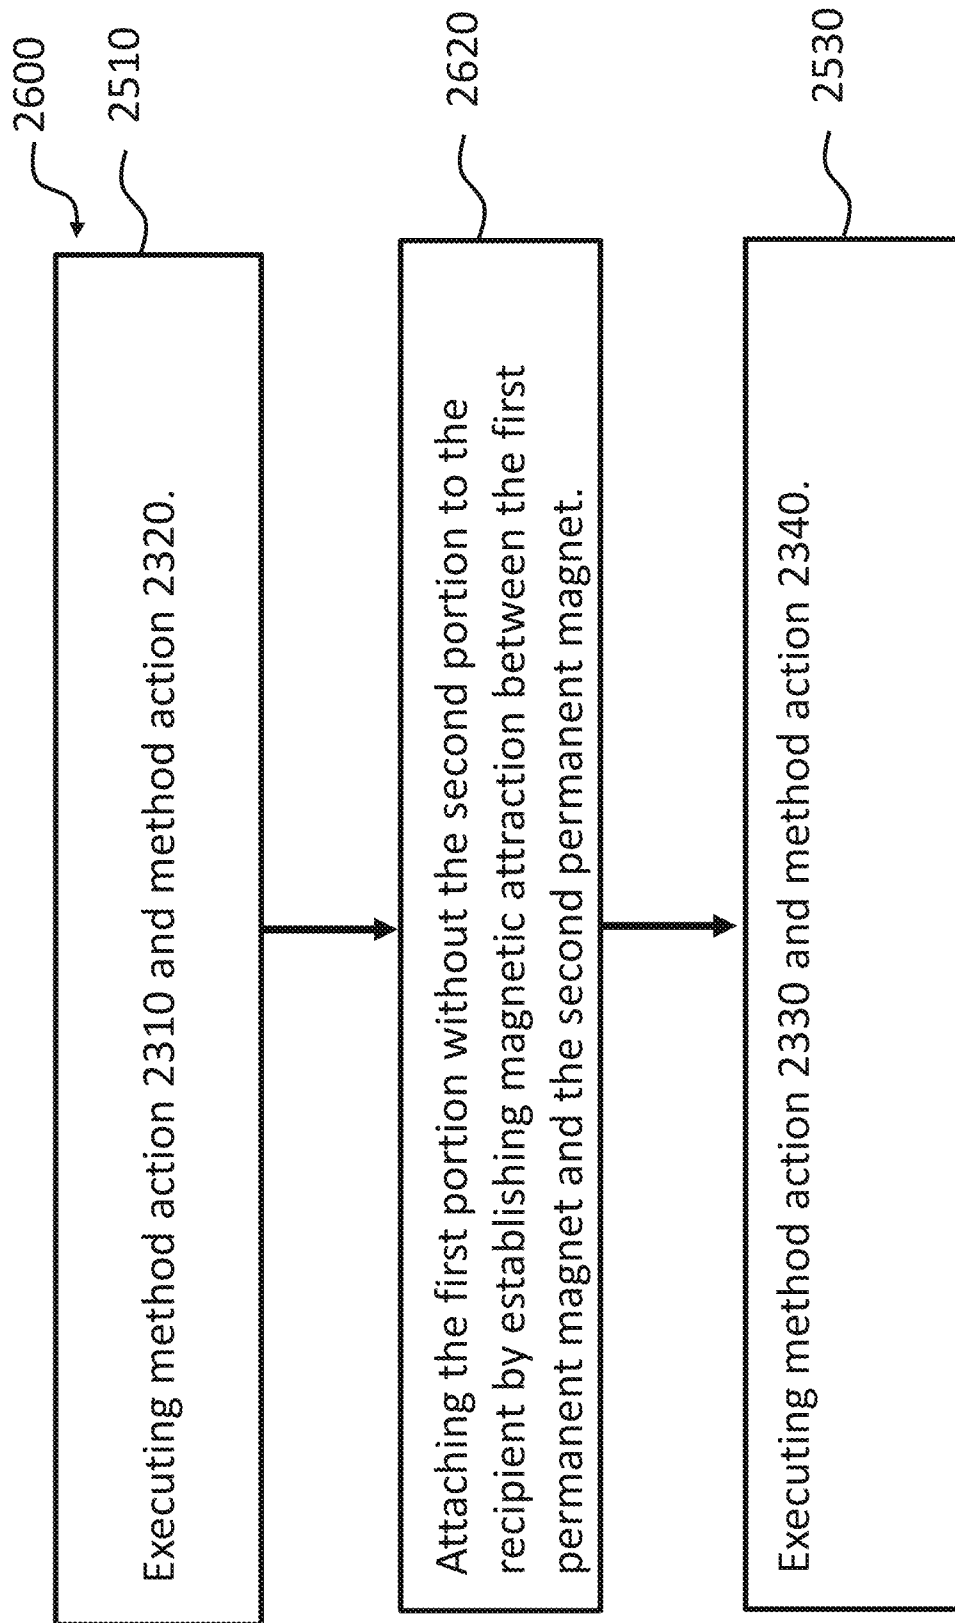 2600
2510
Executing method action 2310 and method action 2320.
2620
Attaching the first portion without the second portion to the
recipient by establishing magnetic attraction between the first
permanent magnet and the second permanent magnet.
2530
Executing method action 2330 and method action 2340.